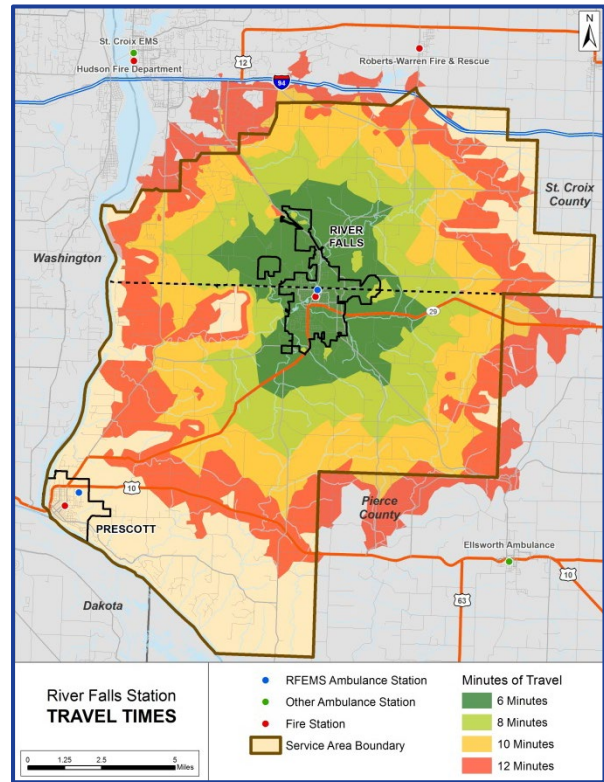 N
St. Croix EMS
Hudson Fire Department
12
Roberts-Warren Fire & Rescue
94
St. Croix
County
Washington
RIVER
FALLS
29
10
PRESCOTT
Pierce
County
Ellsworth Ambulance
10
Dakota
63
River Falls Station
TRAVEL TIMES
0 1.25 2.5 5
Miles
RFEMS Ambulance Station
Other Ambulance Station
Fire Station
Service Area Boundary
Minutes of Travel
6 Minutes
8 Minutes
10 Minutes
12 Minutes